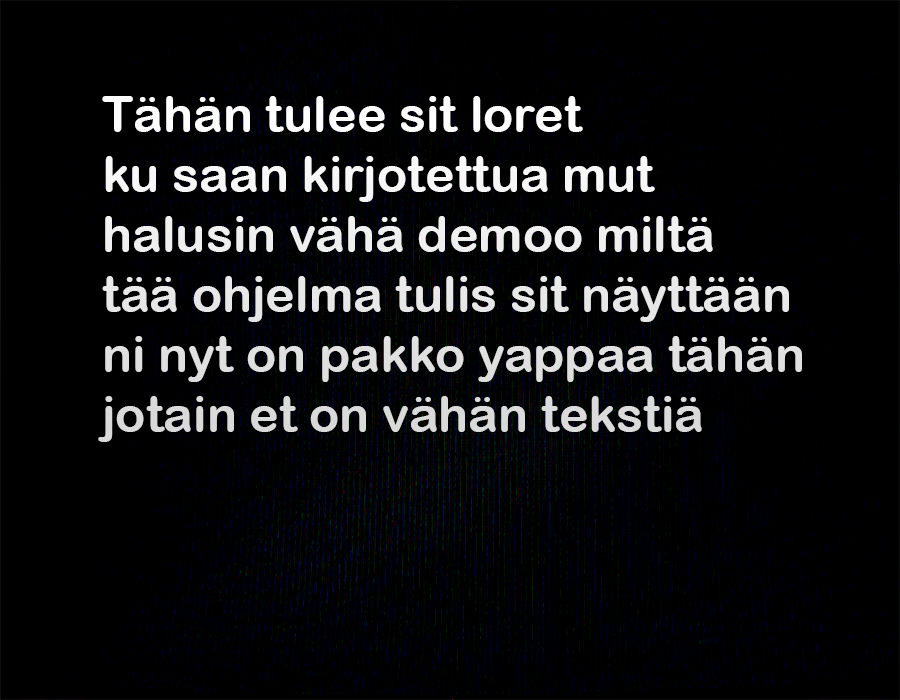 Tähän tulee sit loret
ku saan kirjotettua mut
halusin vähä demoo miltä
tää ohjelma tulis sit näyttään
ni nyt on pakko yappaa tähän
jotain et on vähän tekstiä